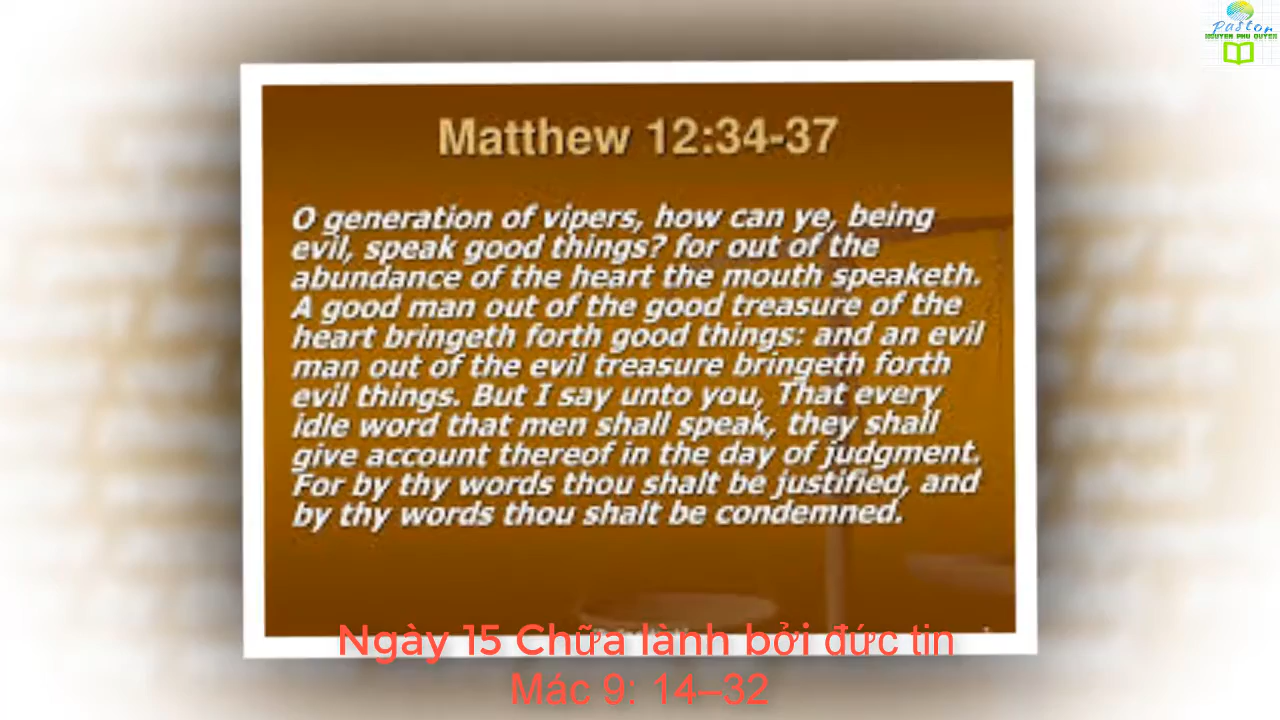 Pastor
NGUYEN PHU QUYEN
Matthew 12:34-37
O generation of vipers, how can ye, being
evil, speak good things? for out of the
abundance of the heart the mouth speaketh.
A good man out of the good treasure of the
heart bringeth forth good things: and an evil
man out of the evil treasure bringeth forth
evil things. But I say unto you, That every
idle word that men shall speak, they shall
give account thereof in the day of judgment.
For by thy words thou shalt be justified, and
by thy words thou shalt be condemned.
Ngày 15 Chữa lành bởi đức tin
Mác 9: 14–32